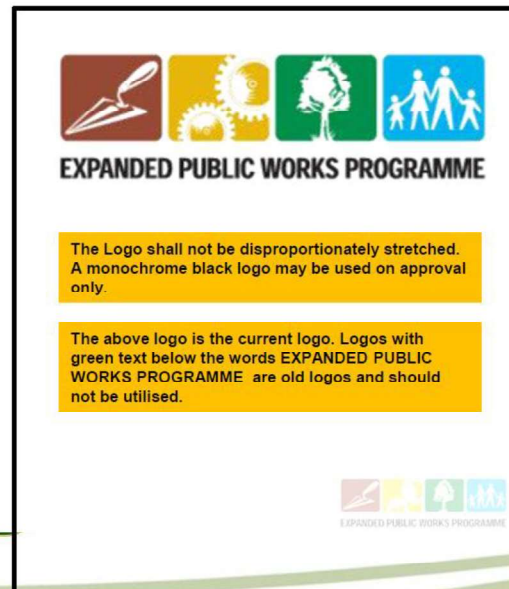 EXPANDED PUBLIC WORKS PROGRAMME
The Logo shall not be disproportionately stretched.
A monochrome black logo may be used on approval
only.
The above logo is the current logo. Logos with
green text below the words EXPANDED PUBLIC
WORKS PROGRAMME are old logos and should
not be utilised.
EXPANDED PUBLIC WORKS PROGRAMME